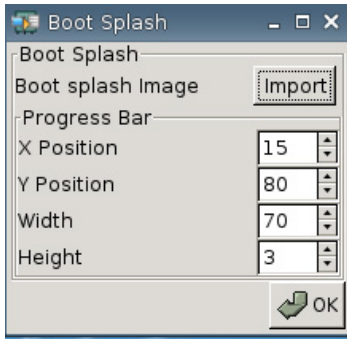 Boot Splash
Boot Splash
Boot splash Image Import
Progress Bar
X Position 15
Y Position 80
Width 70
Height 3
OK